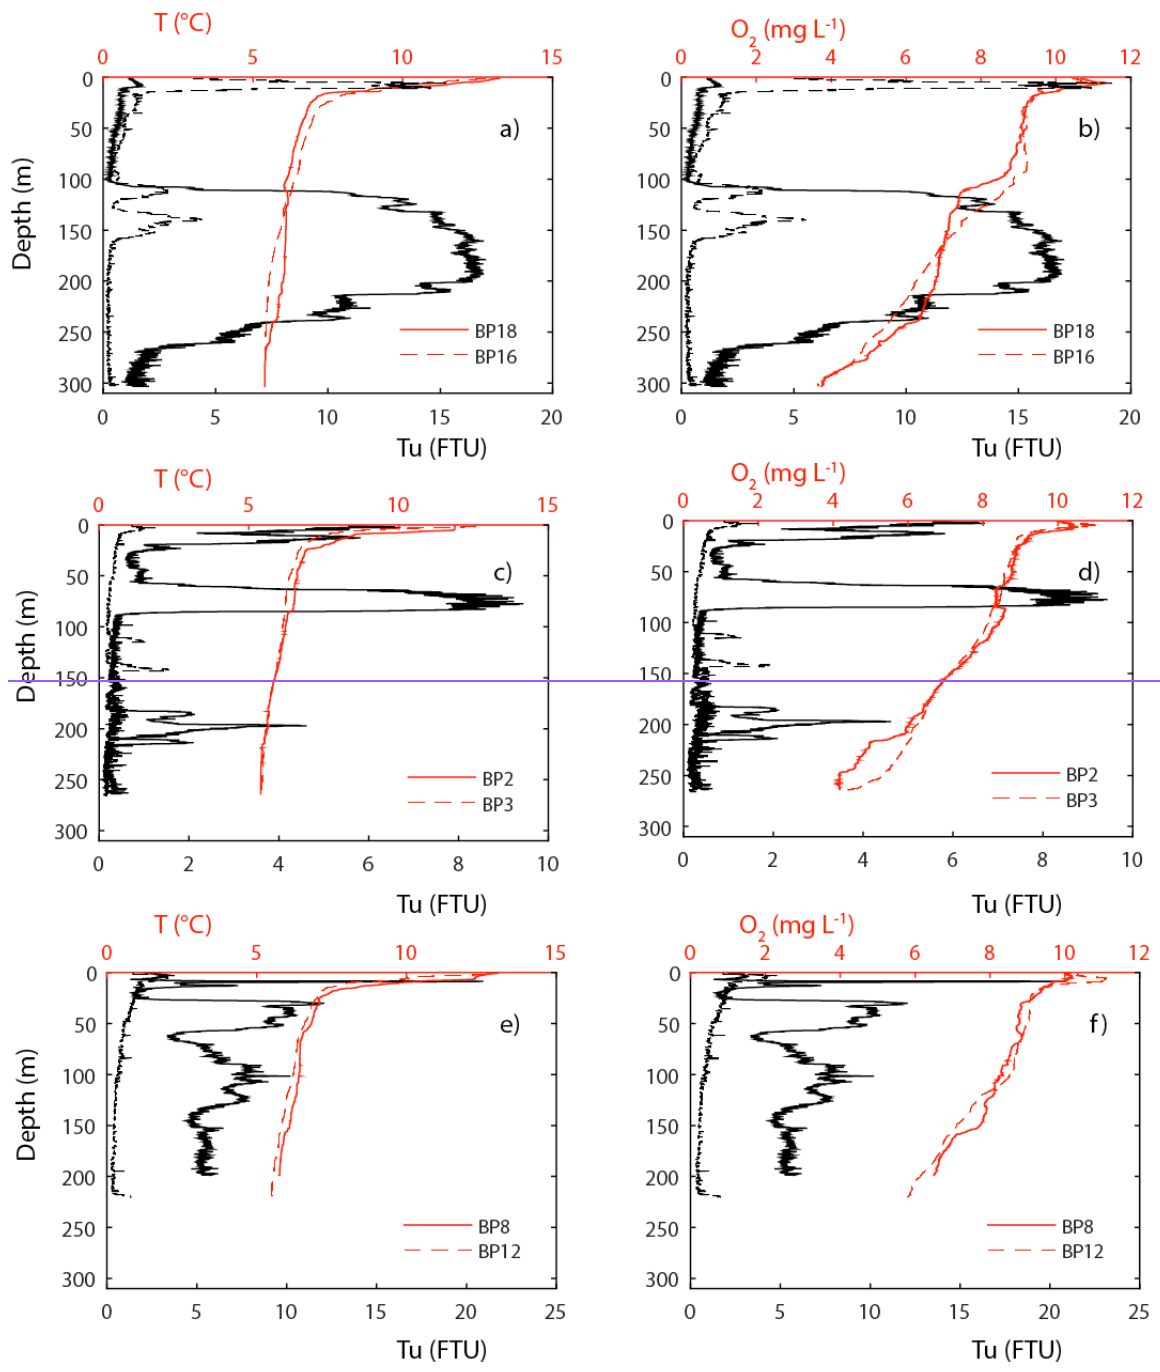 T (°C)
O2 (mg L-1)
0 5 10 15
0 2 4 6 8 10 12
0
50
100
150
200
250
300
Depth (m)
a)
BP18
BP16
0
50
100
150
200
250
300
b)
BP18
BP16
0 5 10 15 20
0 5 10 15 20
Tu (FTU)
Tu (FTU)
T (°C)
O2 (mg L-1)
0 5 10 15
0 2 4 6 8 10 12
0
50
100
150
200
250
300
Depth (m)
c)
BP2
BP3
0
50
100
150
200
250
300
d)
BP2
BP3
0 2 4 6 8 10
0 2 4 6 8 10
Tu (FTU)
Tu (FTU)
T (°C)
O2 (mg L-1)
0 5 10 15
0 2 4 6 8 10 12
0
50
100
150
200
250
300
Depth (m)
e)
BP8
BP12
0
50
100
150
200
250
300
f)
BP8
BP12
0 5 10 15 20 25
0 5 10 15 20 25
Tu (FTU)
Tu (FTU)